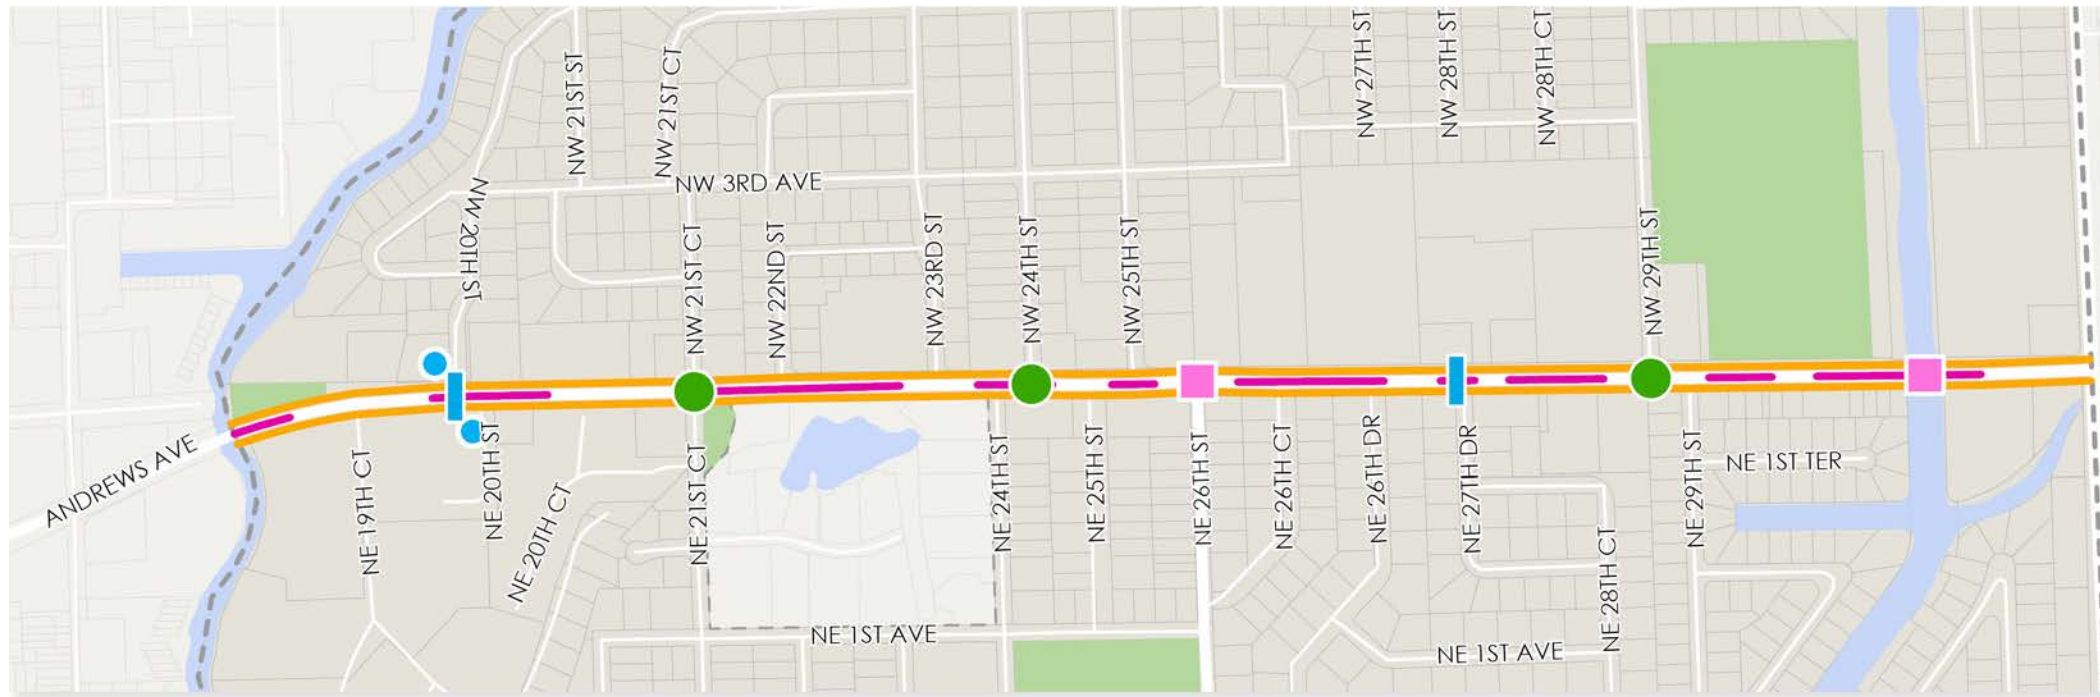 NW 21ST ST
NW 21ST CT
NW 27TH ST
NW 28TH ST
NW 28TH CT
NW 3RD AVE
NW 20TH ST
NW 21ST CT
NW 22ND ST
NW 23RD ST
NW 24TH ST
NW 25TH ST
NW 29TH ST
ANDREWS AVE
NE 19TH CT
NE 20TH ST
NE 20TH CT
NE 21ST CT
NE 24TH ST
NE 25TH ST
NE 26TH ST
NE 26TH CT
NE 26TH DR
NE 27TH DR
NE 28TH CT
NE 29TH ST
NE 1ST TER
NE 1ST AVE
NE 1ST AVE